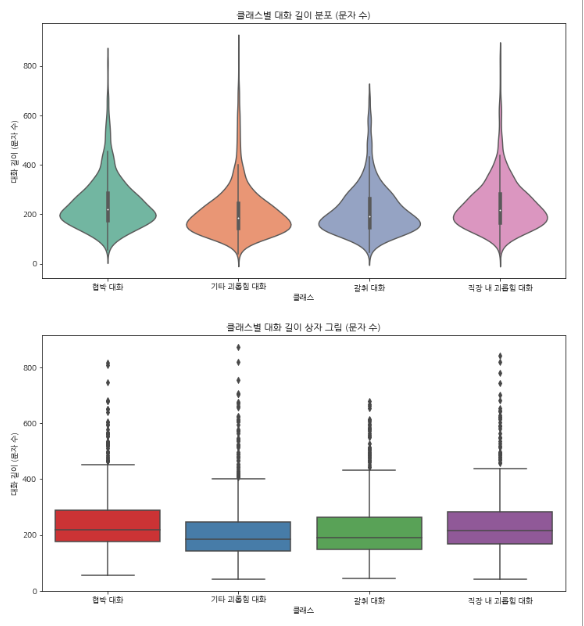 클래스별 대화 길이 분포 (문자 수)
대화 길이 (문자 수)
800
600
400
200
0
협박 대화
기타 괴롭힘 대화
갈취 대화
직장 내 괴롭힘 대화
클래스
클래스별 대화 길이 상자 그림 (문자 수)
대화 길이 (문자 수)
800
600
400
200
0
협박 대화
기타 괴롭힘 대화
갈취 대화
직장 내 괴롭힘 대화
클래스